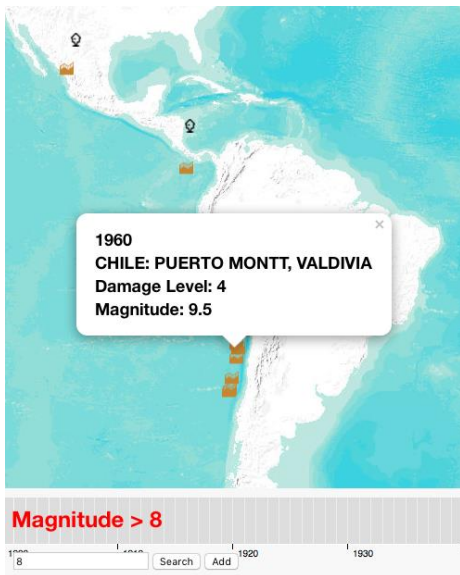 ×
1960
CHILE: PUERTO MONTT, VALDIVIA
Damage Level: 4
Magnitude: 9.5
Magnitude > 8
1920
1930
8
Search
Add